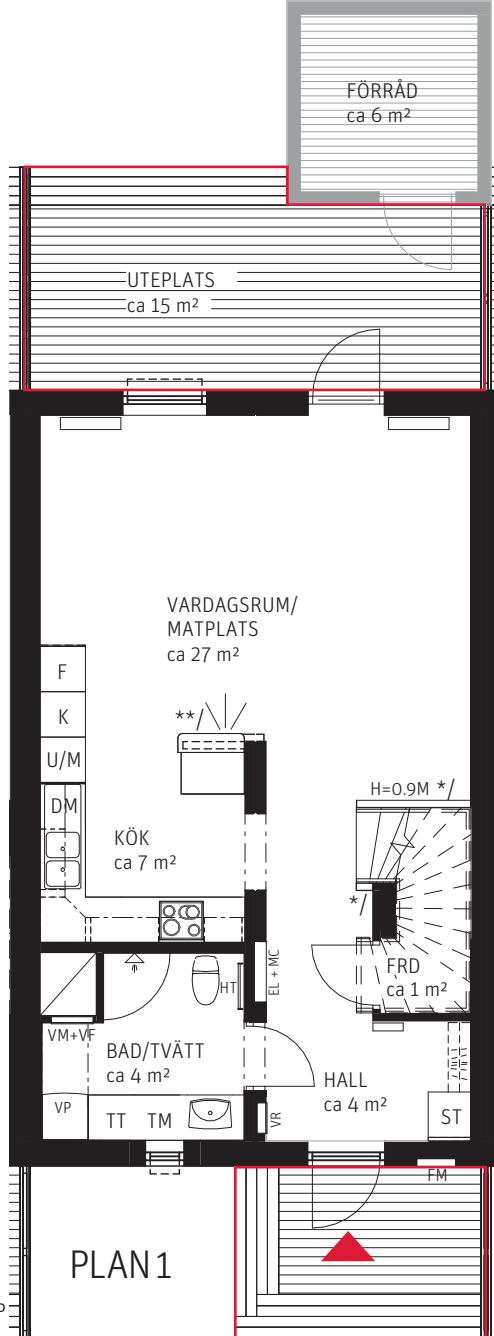 FÖRRÅD
ca 6 m²
UTEPLATS
ca 15 m²
VARDAGSRUM/
MATPLATS
ca 27 m²
F
K
**/
U/M
H=0.9M */
DM
KÖK
ca 7 m²
*/
EL + MC
FRD
ca 1 m²
HT
VM+VF
BAD/TVÄTT
ca 4 m²
HALL
ca 4 m²
VP
TT
TM
VR
ST
FM
PLAN 1